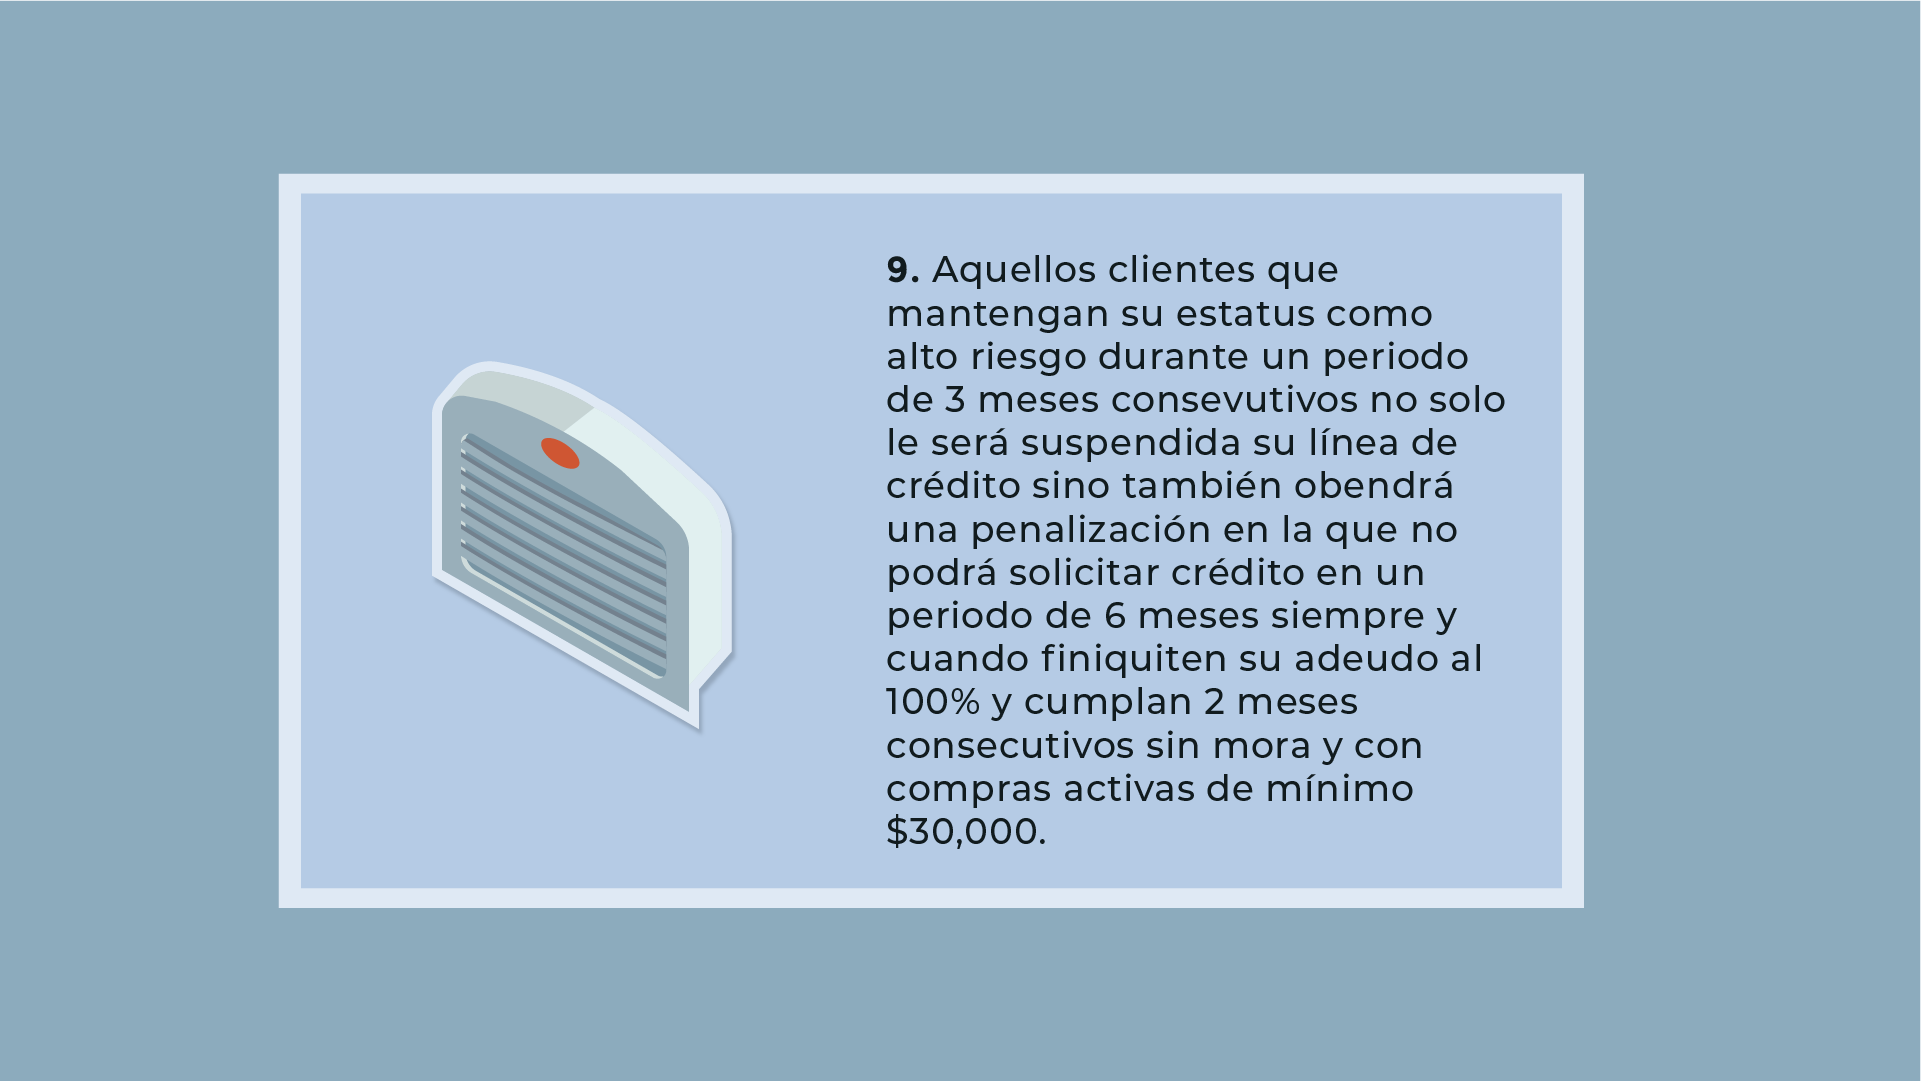 9. Aquellos clientes que
mantengan su estatus como
alto riesgo durante un periodo
de 3 meses consevutivos no solo
le será suspendida su línea de
crédito sino también obendrá
una penalización en la que no
podrá solicitar crédito en un
periodo de 6 meses siempre y
cuando finiquiten su adeudo al
100% y cumplan 2 meses
consecutivos sin mora y con
compras activas de mínimo
$30,000.